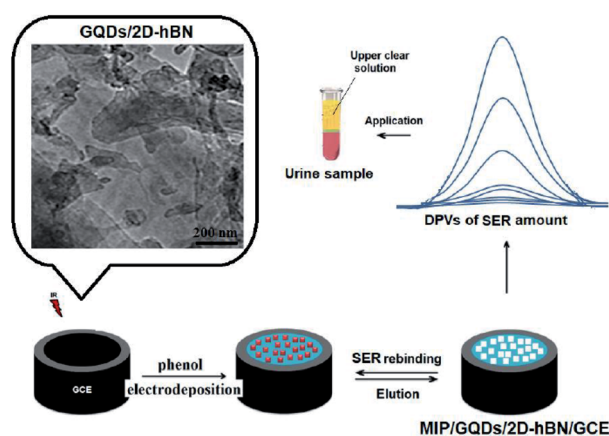 GQDs/2D-hBN
200 nm
Upper clear
solution
Application
Urine sample
DPVs of SER amount
IR
GCE
phenol
electrodeposition
SER rebinding
Elution
MIP/GQDs/2D-hBN/GCE